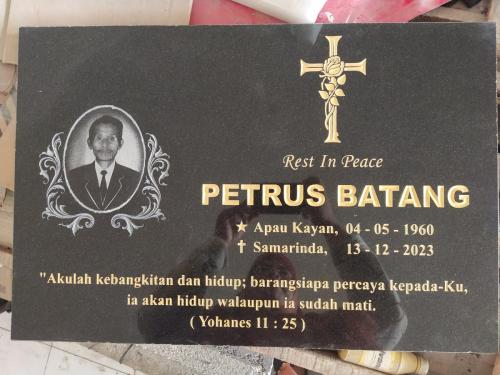 Rest In Peace
PETRUS BATANG
★ Apau Kayan, 04 - 05 - 1960
✝ Samarinda, 13 - 12 - 2023
"Akulah kebangkitan dan hidup; barangsiapa percaya kepada-Ku,
ia akan hidup walaupun ia sudah mati.
( Yohanes 11 : 25 )